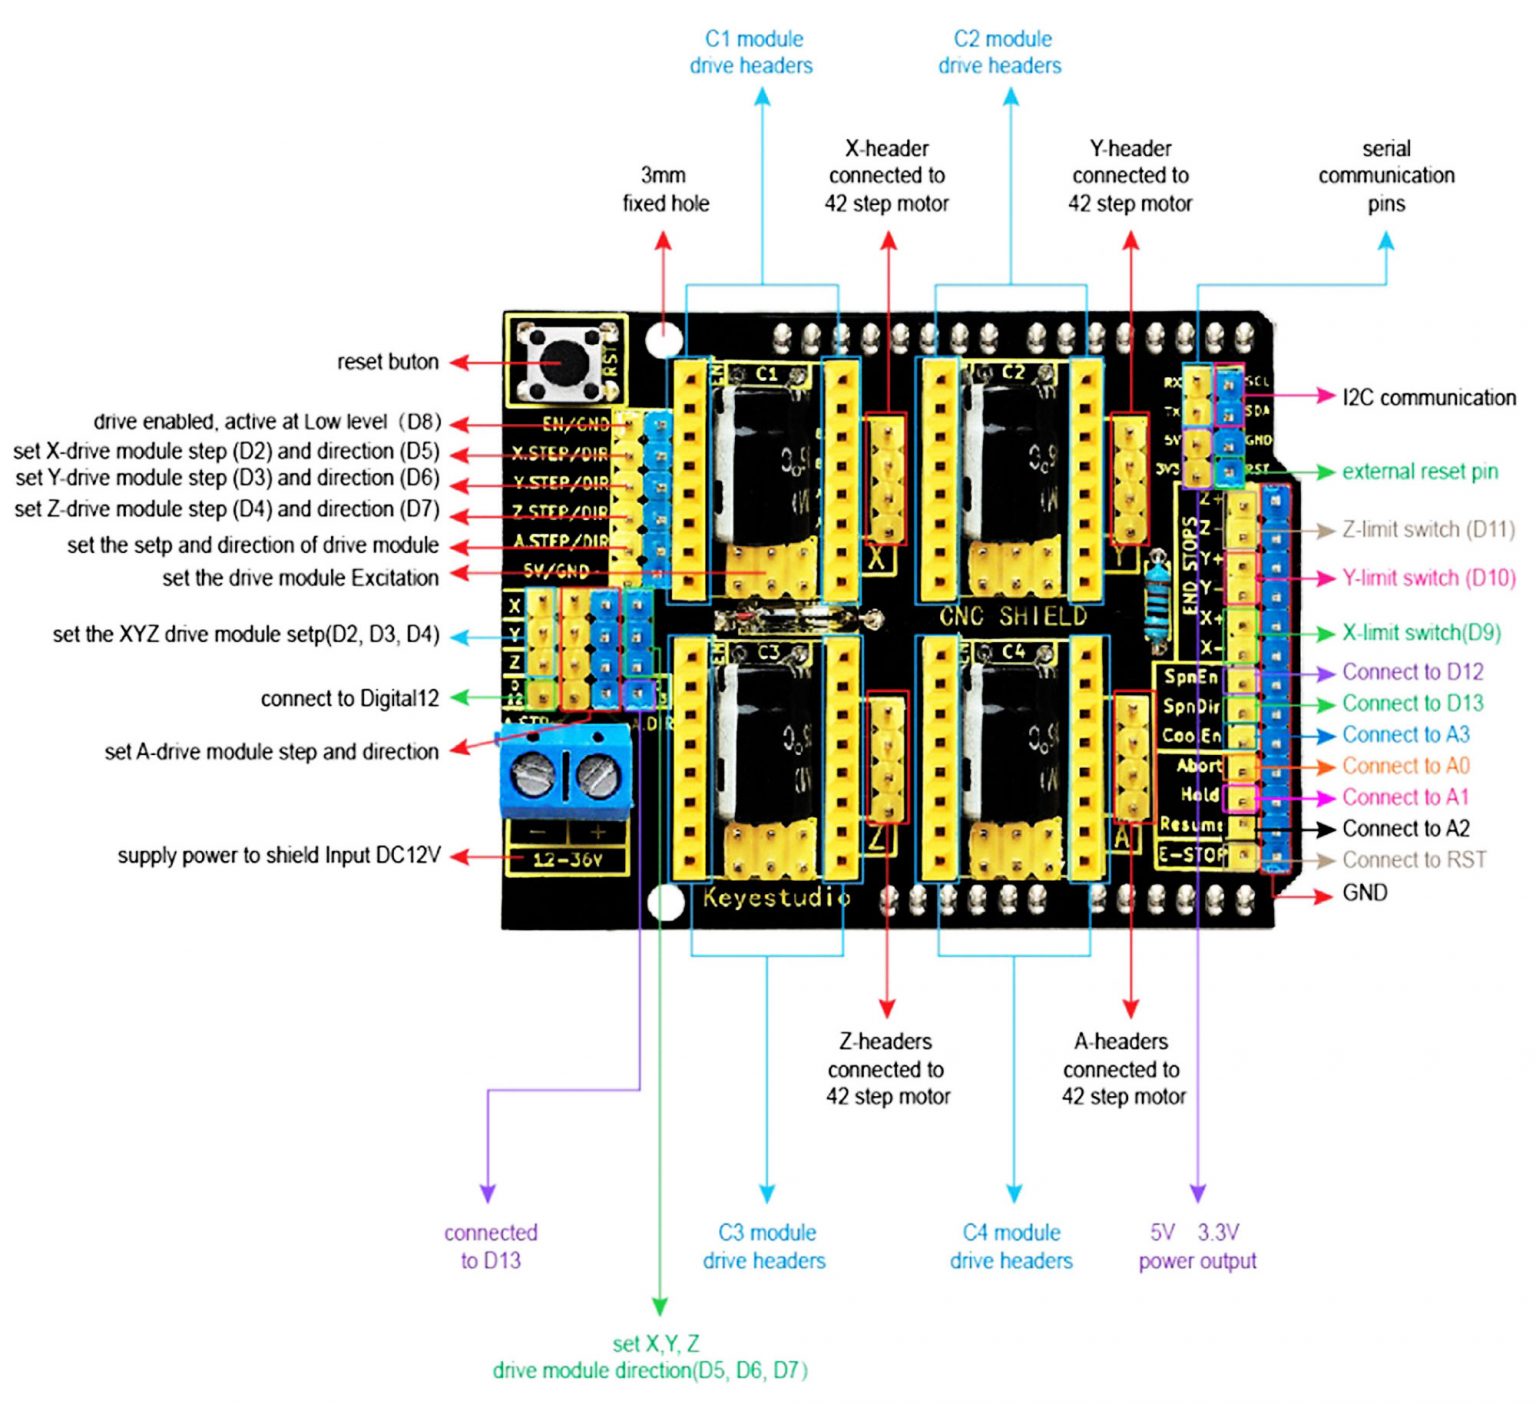 C1 module
drive headers
C2 module
drive headers
3mm
fixed hole
X-header
connected to
42 step motor
Y-header
connected to
42 step motor
serial
communication
pins
reset buton
drive enabled, active at Low level (D8)
set X-drive module step (D2) and direction (D5)
set Y-drive module step (D3) and direction (D6)
set Z-drive module step (D4) and direction (D7)
set the setp and direction of drive module
set the drive module Excitation
set the XYZ drive module setp(D2, D3, D4)
connect to Digital12
set A-drive module step and direction
supply power to shield Input DC12V
RST
EN/GND
X.STEP/DIR
Y.STEP/DIR
Z.STEP/DIR
A.STEP/DIR
5V/GND
X
Y
Z
A.DIR
- +
12-36V
EN
C1
X
C2
Y
CNC SHIELD
EN
C3
Z
C4
A
Keyestudio
RX
SCL
TX
SDA
5V
GND
3V3
RST
END STOPS
Z+
Z-
Y+
Y-
X+
X-
SpnEn
SpnDir
CooLEn
Abort
Hold
Resume
E-STOP
I2C communication
external reset pin
Z-limit switch (D11)
Y-limit switch (D10)
X-limit switch(D9)
Connect to D12
Connect to D13
Connect to A3
Connect to A0
Connect to A1
Connect to A2
Connect to RST
GND
Z-headers
connected to
42 step motor
A-headers
connected to
42 step motor
connected
to D13
C3 module
drive headers
C4 module
drive headers
5V 3.3V
power output
set X,Y, Z
drive module direction(D5, D6, D7)